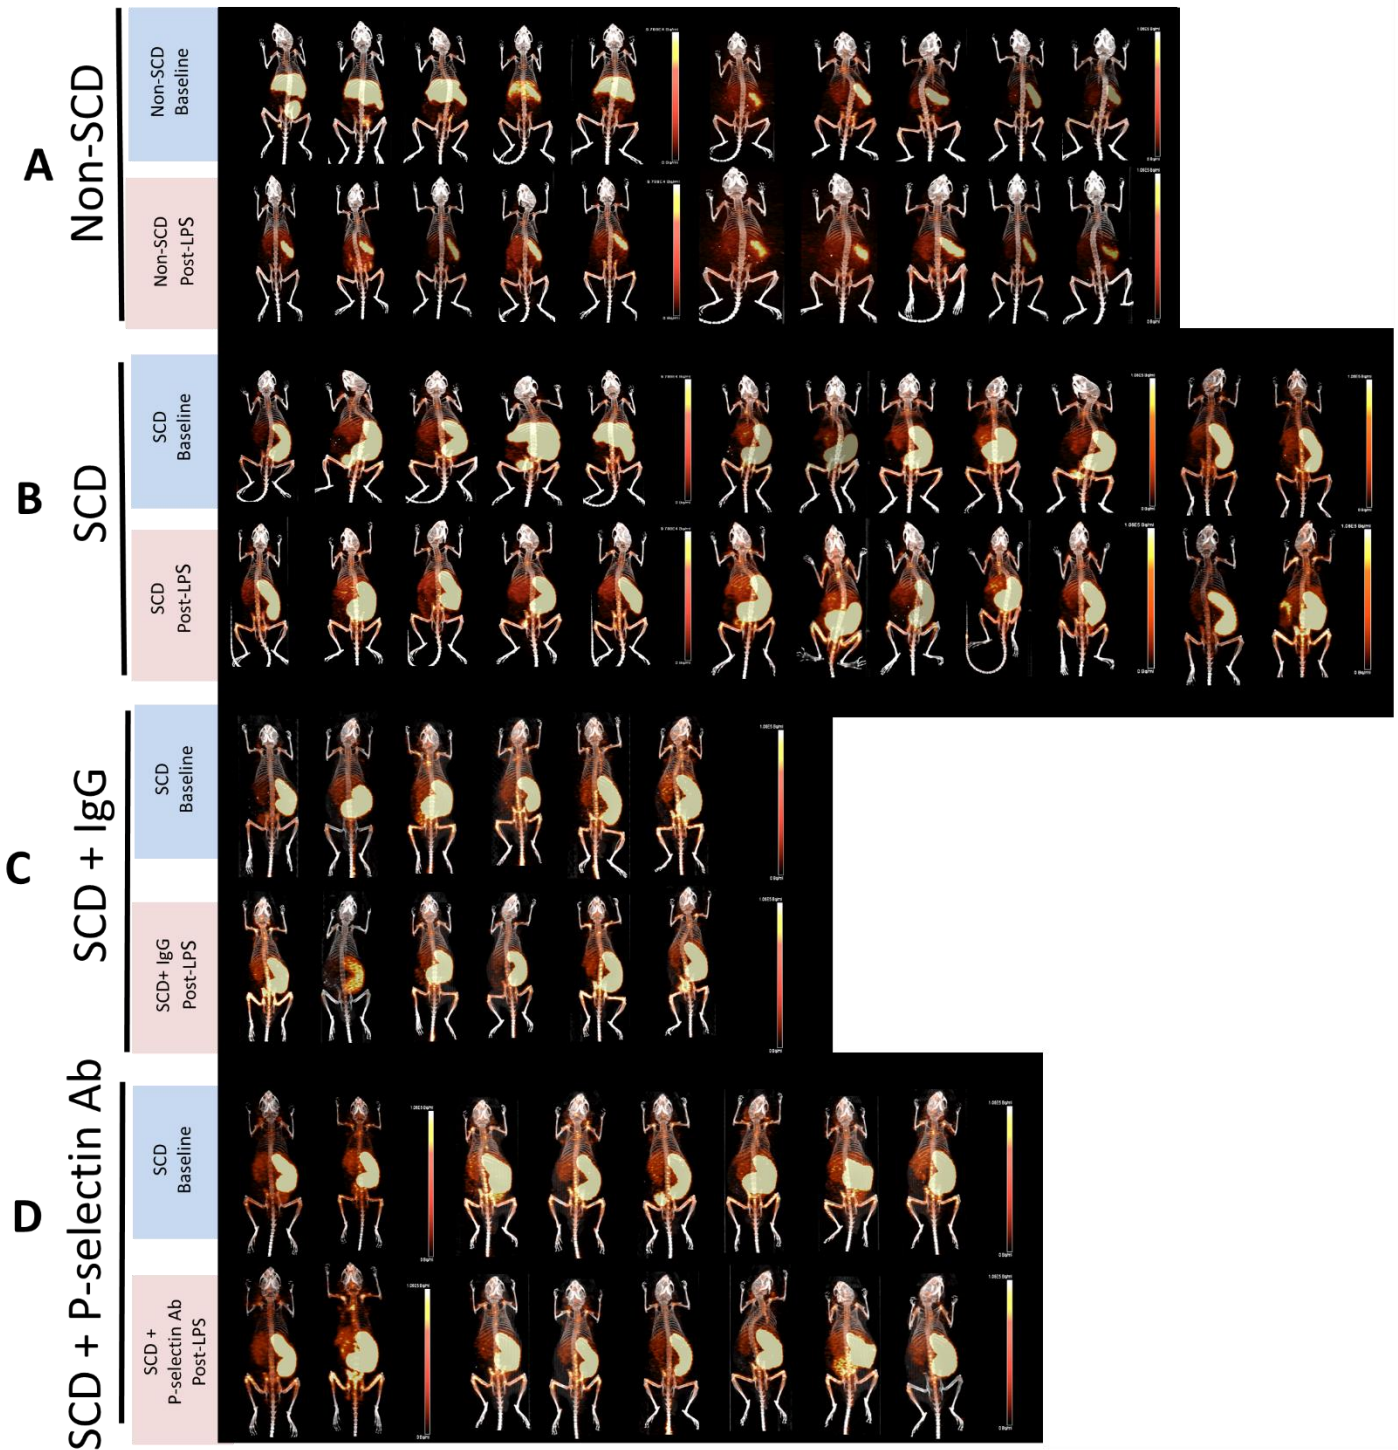 A
Non-SCD
Non-SCD
Baseline
Non-SCD
Post-LPS
B
SCD
SCD
Baseline
SCD
Post-LPS
C
SCD + IgG
SCD
Baseline
SCD+ IgG
Post-LPS
D
SCD + P-selectin Ab
SCD
Baseline
SCD +
P-selectin Ab
Post-LPS